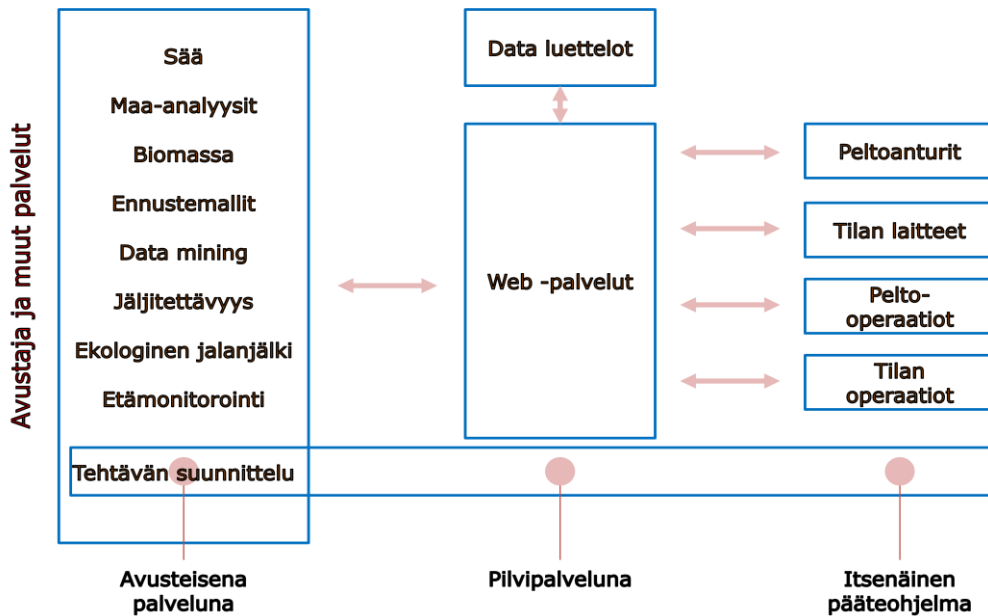 Avustaja ja muut palvelut
Sää
Maa-analyysit
Biomassa
Ennustemallit
Data mining
Jäljitettävyys
Ekologinen jalanjälki
Etämonitorointi
Tehtävän suunnittelu
Data luettelot
Web -palvelut
Peltoanturit
Tilan laitteet
Pelto-
operaatiot
Tilan
operaatiot
Avusteisena
palveluna
Pilvipalveluna
Itsenäinen
pääteohjelma